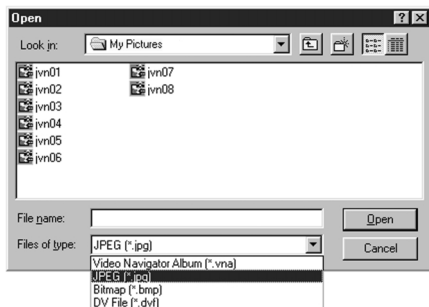 Open
Look in: My Pictures
jvn01 jvn07
jvn02 jvn08
jvn03
jvn04
jvn05
jvn06
File name: Open
Files of type: JPEG (*.jpg) Cancel
Video Navigator Album (*.vna)
JPEG (*.jpg)
Bitmap (*.bmp)
DV File (*.dvf)